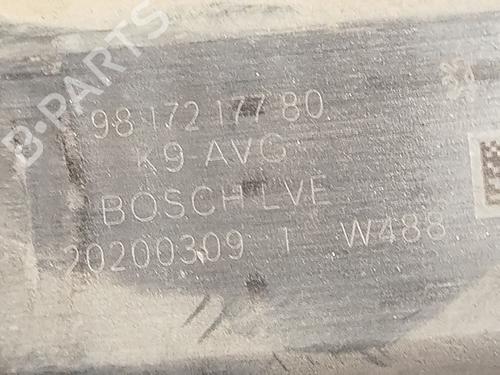 B-PARTS
98 172 177 80
K9-AVG
BOSCH LVE
20200309 1 W488